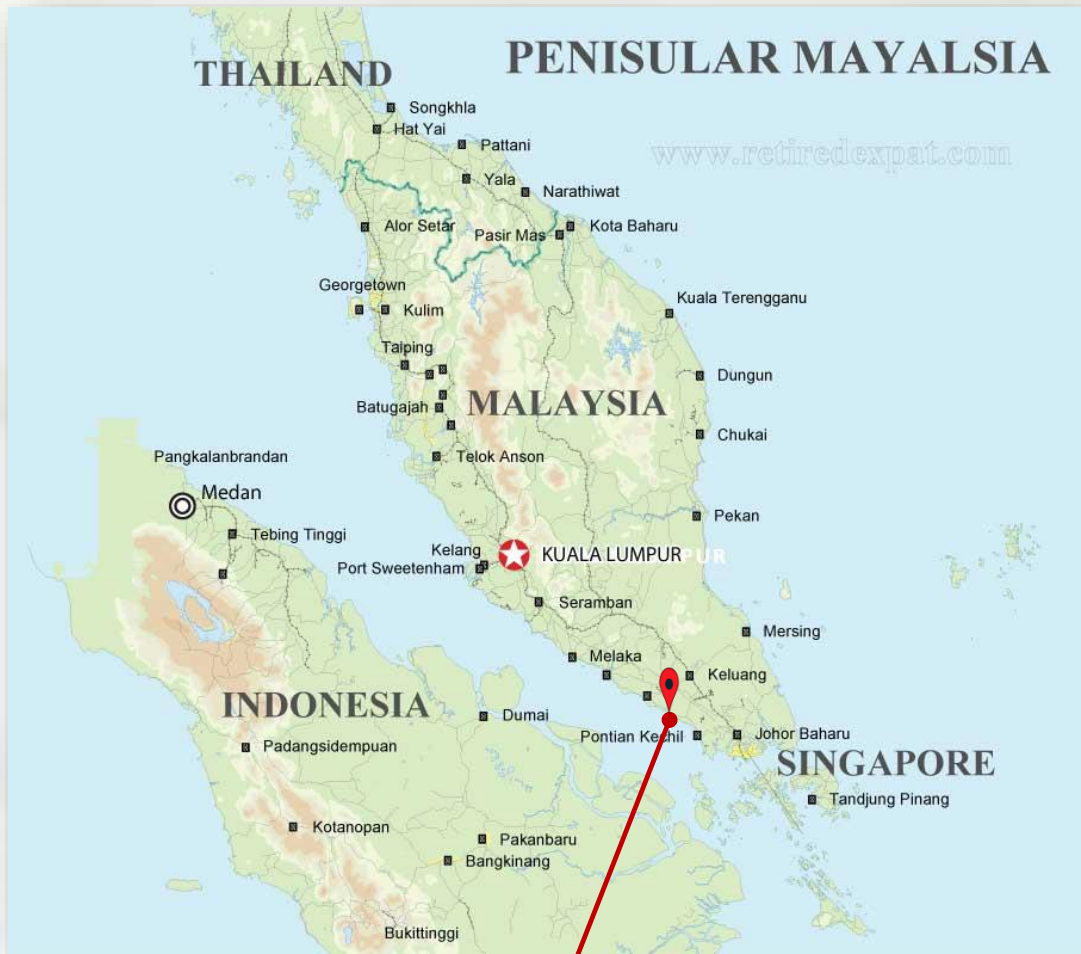 PENISULAR MAYALSIA
THAILAND
Songkhla
Hat Yai
Pattani
www.retiredexpat.com
Yala
Narathiwat
Alor Setar
Pasir Mas
Kota Baharu
Georgetown
Kulim
Kuala Terengganu
Taiping
Dungun
Batugajah
MALAYSIA
Chukai
Telok Anson
Pangkalanbrandan
Medan
Pekan
Tebing Tinggi
Kelang
KUALA LUMPUR
PUR
Port Sweetenham
Seramban
Mersing
Melaka
Keluang
INDONESIA
Dumai
Pontian Kechil
Johor Baharu
Padangsidempuan
SINGAPORE
Tandjung Pinang
Kotanopan
Pakanbaru
Bangkinang
Bukittinggi